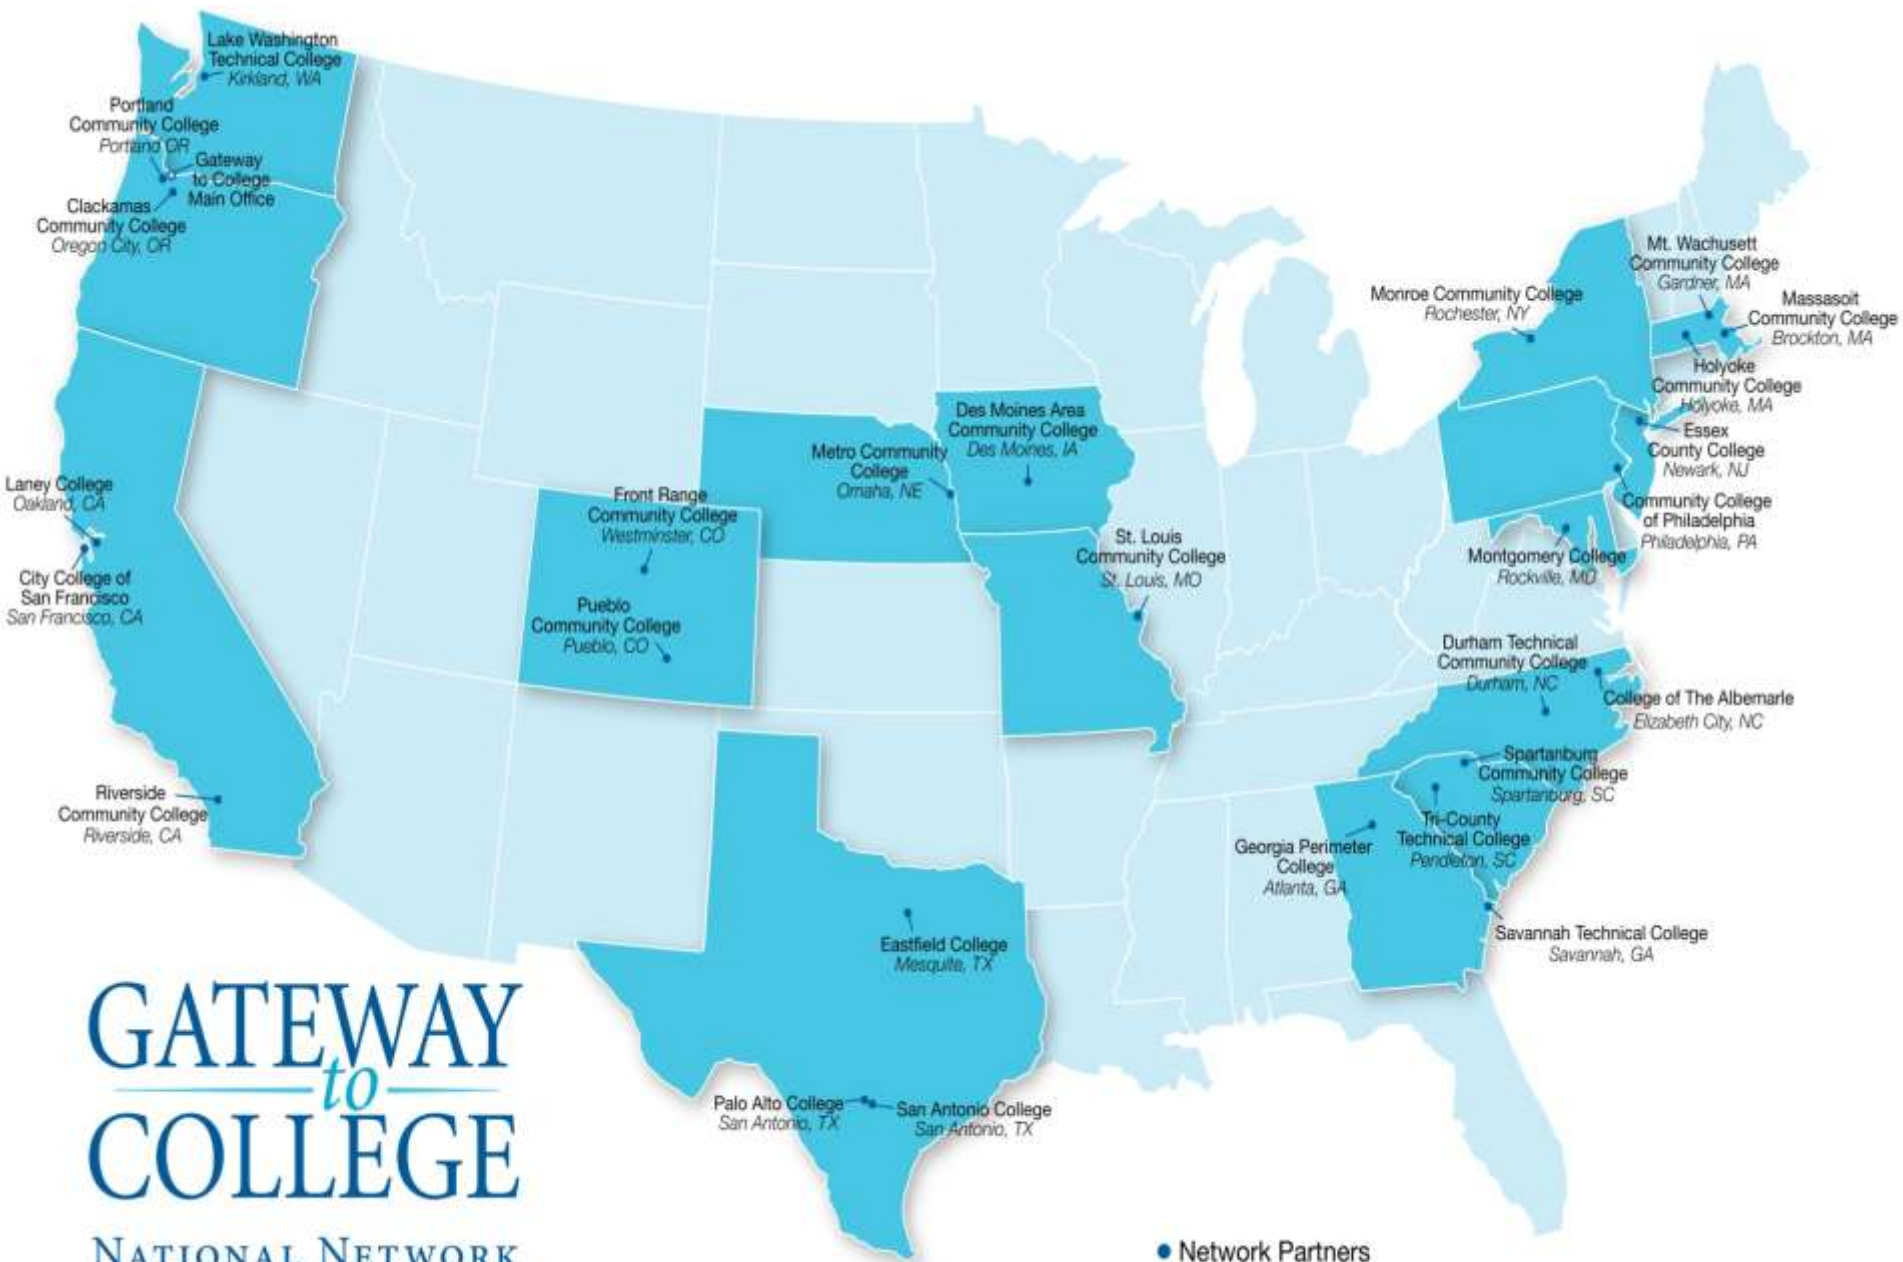 Lake Washington
Technical College
Kirkland, WA
Portland
Community College
Portland OR
Gateway
to College
Main Office
Clackamas
Community College
Oregon City, OR
Laney College
Oakland, CA
City College of
San Francisco
San Francisco, CA
Riverside
Community College
Riverside, CA
Front Range
Community College
Westminster, CO
Pueblo
Community College
Pueblo, CO
Metro Community
College
Omaha, NE
Des Moines Area
Community College
Des Moines, IA
St. Louis
Community College
St. Louis, MO
Eastfield College
Mesquite, TX
Palo Alto College
San Antonio, TX
San Antonio College
San Antonio, TX
Monroe Community College
Rochester, NY
Mt. Wachusett
Community College
Gardner, MA
Massasoit
Community College
Brockton, MA
Holyoke
Community College
Holyoke, MA
Essex
County College
Newark, NJ
Community College
of Philadelphia
Philadelphia, PA
Montgomery College
Rockville, MD
Durham Technical
Community College
Durham, NC
College of The Albemarle
Elizabeth City, NC
Spartanburg
Community College
Spartanburg, SC
Tri-County
Technical College
Pendleton, SC
Georgia Perimeter
College
Atlanta, GA
Savannah Technical College
Savannah, GA
GATEWAY
to
COLLEGE
NATIONAL NETWORK
Network Partners